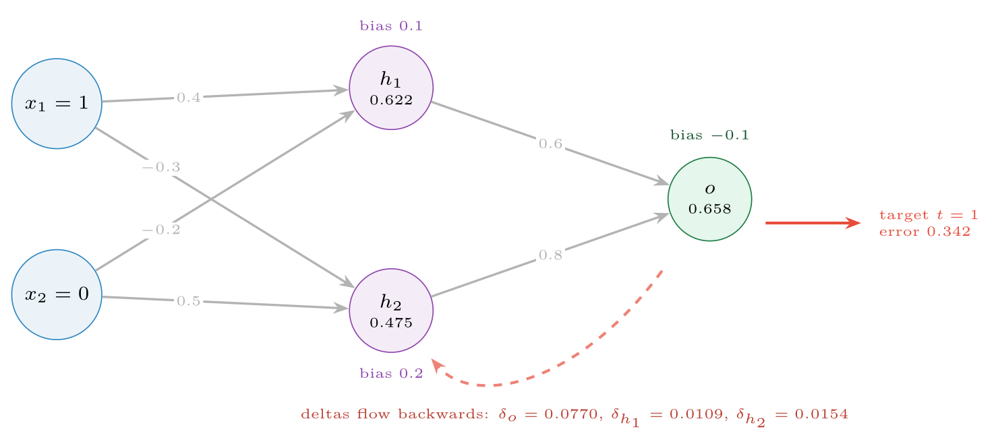 bias 0.1
x₁ = 1
0.4
h₁
0.622
−0.3
0.6
bias −0.1
o
0.658
target t = 1
error 0.342
−0.2
x₂ = 0
0.5
0.8
h₂
0.475
bias 0.2
deltas flow backwards: δₒ = 0.0770, δ_h₁ = 0.0109, δ_h₂ = 0.0154